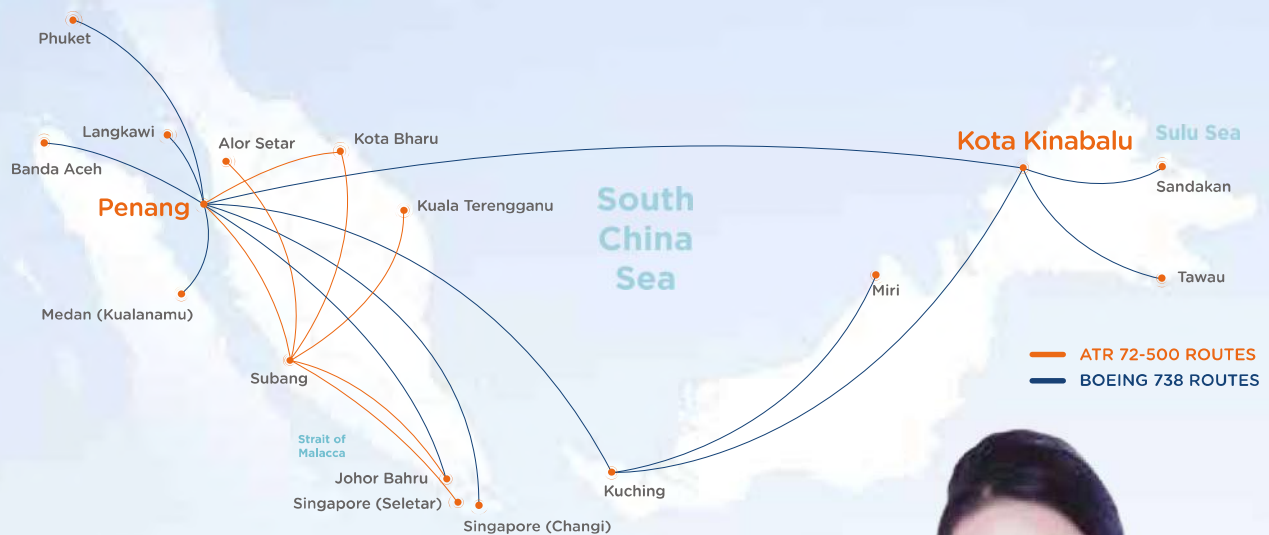 Phuket
Langkawi
Alor Setar
Kota Bharu
Banda Aceh
Penang
Kuala Terengganu
Medan (Kualanamu)
Subang
Strait of
Malacca
Johor Bahru
Singapore (Seletar)
Singapore (Changi)
South
China
Sea
Kuching
Miri
Kota Kinabalu
Sulu Sea
Sandakan
Tawau
ATR 72-500 ROUTES
BOEING 738 ROUTES